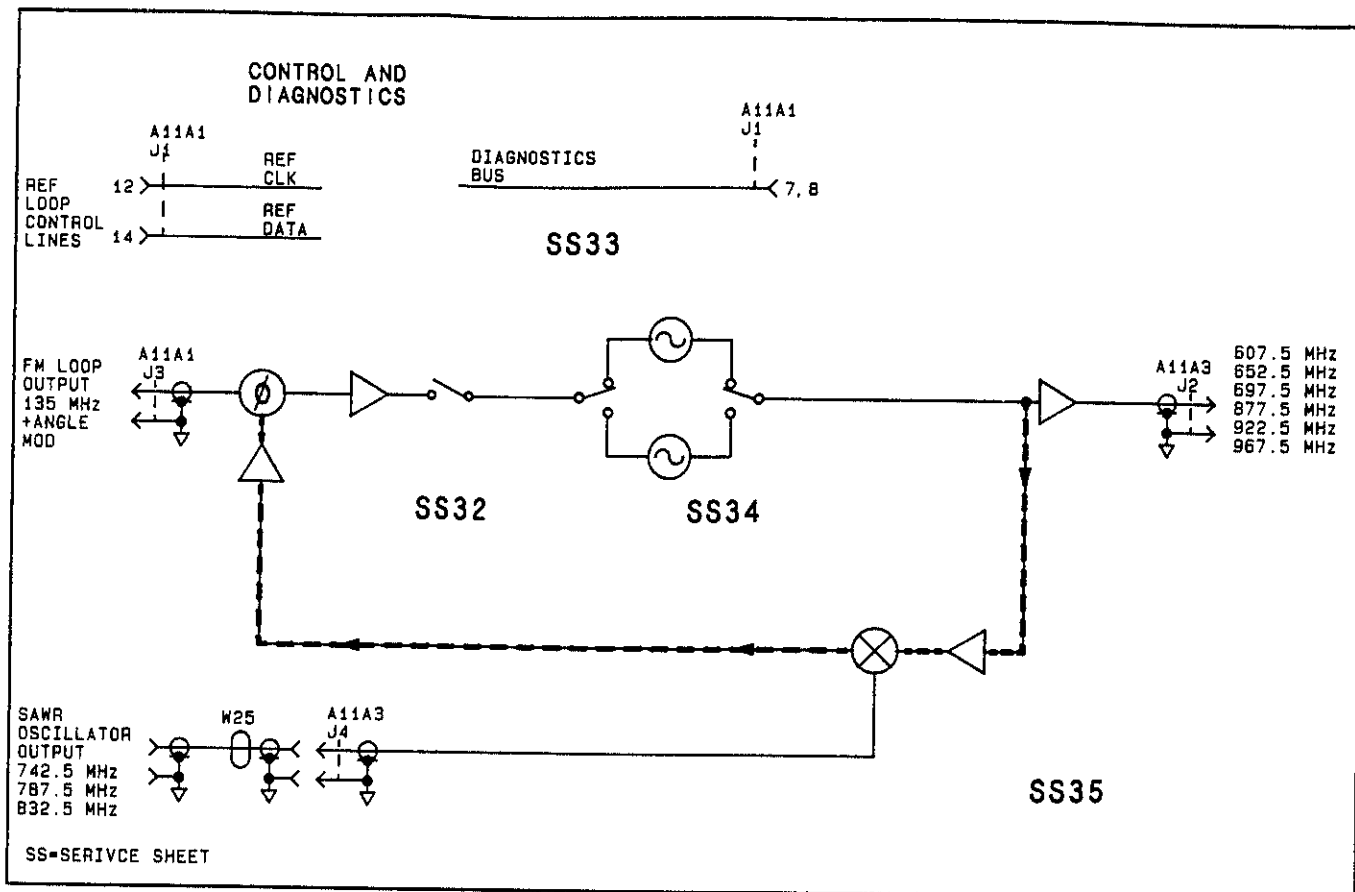 CONTROL AND
DIAGNOSTICS
A11A1
J1
REF
CLK
DIAGNOSTICS
BUS
A11A1
J1
REF
LOOP
CONTROL
LINES
12
14
7, 8
REF
DATA
SS33
FM LOOP
OUTPUT
135 MHz
+ANGLE
MOD
A11A1
J3
Ø
A11A3
J2
607.5 MHz
652.5 MHz
697.5 MHz
877.5 MHz
922.5 MHz
967.5 MHz
SS32
SS34
SAWR
OSCILLATOR
OUTPUT
742.5 MHz
787.5 MHz
832.5 MHz
W25
A11A3
J4
SS35
SS=SERIVCE SHEET